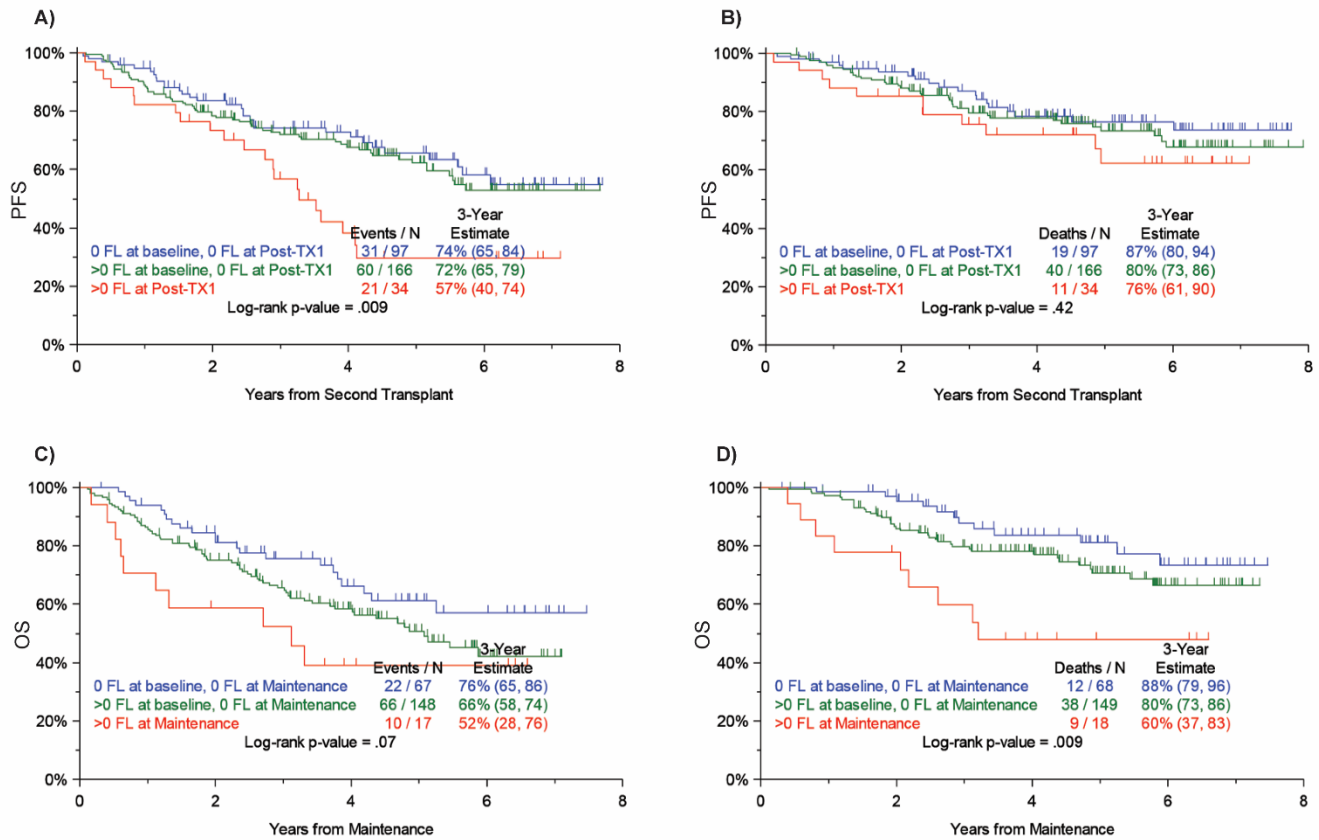 A)
100%
80%
60%
40%
20%
0%
PFS
3-Year
Events / N Estimate
0 FL at baseline, 0 FL at Post-TX1 31 / 97 74% (65, 84)
>0 FL at baseline, 0 FL at Post-TX1 60 / 166 72% (65, 79)
>0 FL at Post-TX1 21 / 34 57% (40, 74)
Log-rank p-value = .009
0 2 4 6 8
Years from Second Transplant
B)
100%
80%
60%
40%
20%
0%
PFS
3-Year
Deaths / N Estimate
0 FL at baseline, 0 FL at Post-TX1 19 / 97 87% (80, 94)
>0 FL at baseline, 0 FL at Post-TX1 40 / 166 80% (73, 86)
>0 FL at Post-TX1 11 / 34 76% (61, 90)
Log-rank p-value = .42
0 2 4 6 8
Years from Second Transplant
C)
100%
80%
60%
40%
20%
0%
OS
3-Year
Events / N Estimate
0 FL at baseline, 0 FL at Maintenance 22 / 67 76% (65, 86)
>0 FL at baseline, 0 FL at Maintenance 66 / 148 66% (58, 74)
>0 FL at Maintenance 10 / 17 52% (28, 76)
Log-rank p-value = .07
0 2 4 6 8
Years from Maintenance
D)
100%
80%
60%
40%
20%
0%
OS
3-Year
Deaths / N Estimate
0 FL at baseline, 0 FL at Maintenance 12 / 68 88% (79, 96)
>0 FL at baseline, 0 FL at Maintenance 38 / 149 80% (73, 86)
>0 FL at Maintenance 9 / 18 60% (37, 83)
Log-rank p-value = .009
0 2 4 6 8
Years from Maintenance